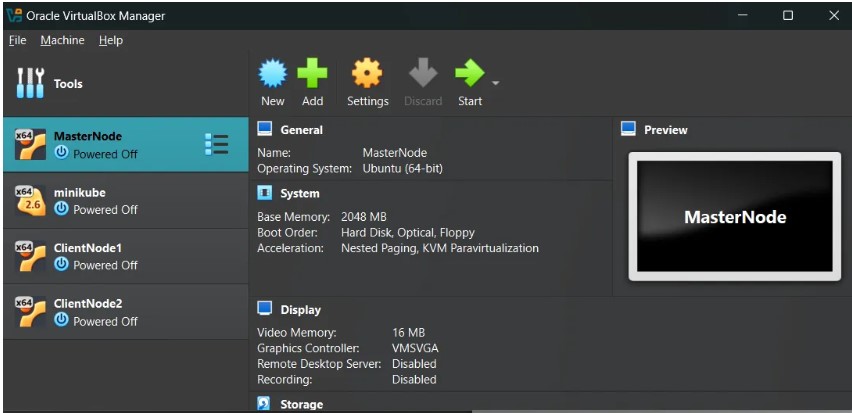 Oracle VirtualBox Manager
File Machine Help
Tools
New Add Settings Discard Start
x64
MasterNode
Powered Off
x64
2.6
minikube
Powered Off
x64
ClientNode1
Powered Off
x64
ClientNode2
Powered Off
General
Name: MasterNode
Operating System: Ubuntu (64-bit)
System
Base Memory: 2048 MB
Boot Order: Hard Disk, Optical, Floppy
Acceleration: Nested Paging, KVM Paravirtualization
Display
Video Memory: 16 MB
Graphics Controller: VMSVGA
Remote Desktop Server: Disabled
Recording: Disabled
Storage
Preview
MasterNode